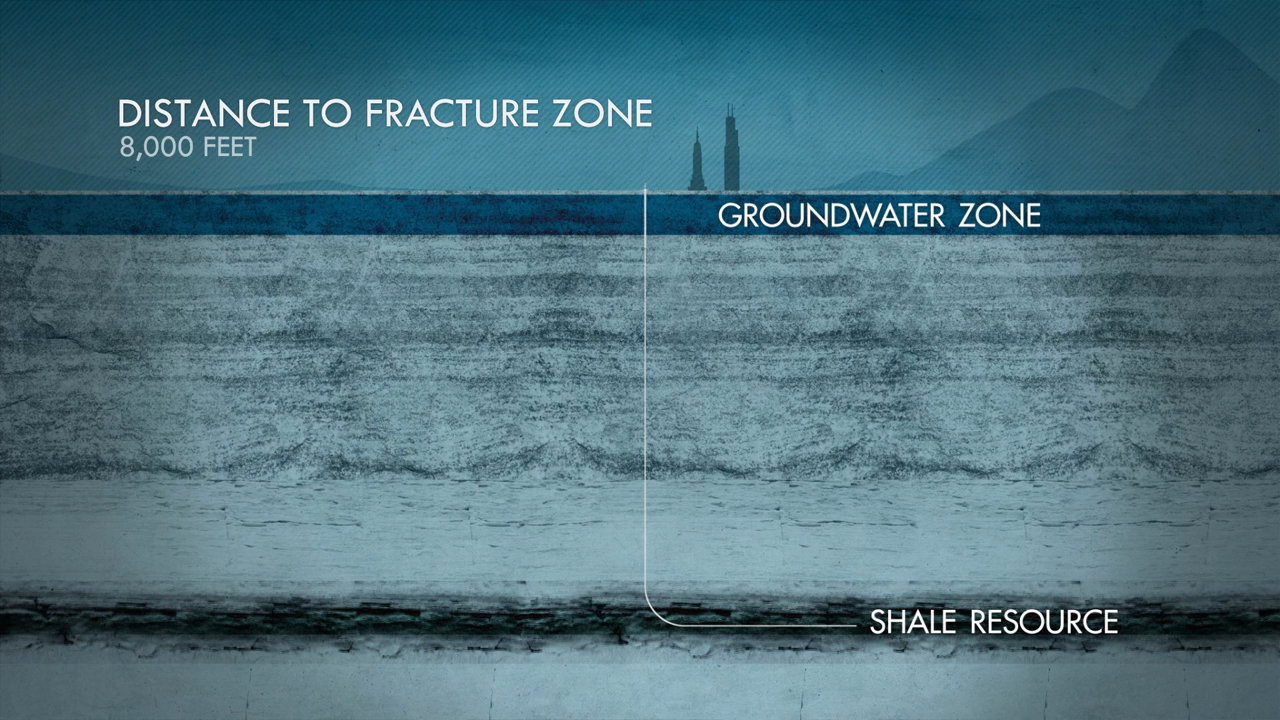 DISTANCE TO FRACTURE ZONE
8,000 FEET
GROUNDWATER ZONE
SHALE RESOURCE